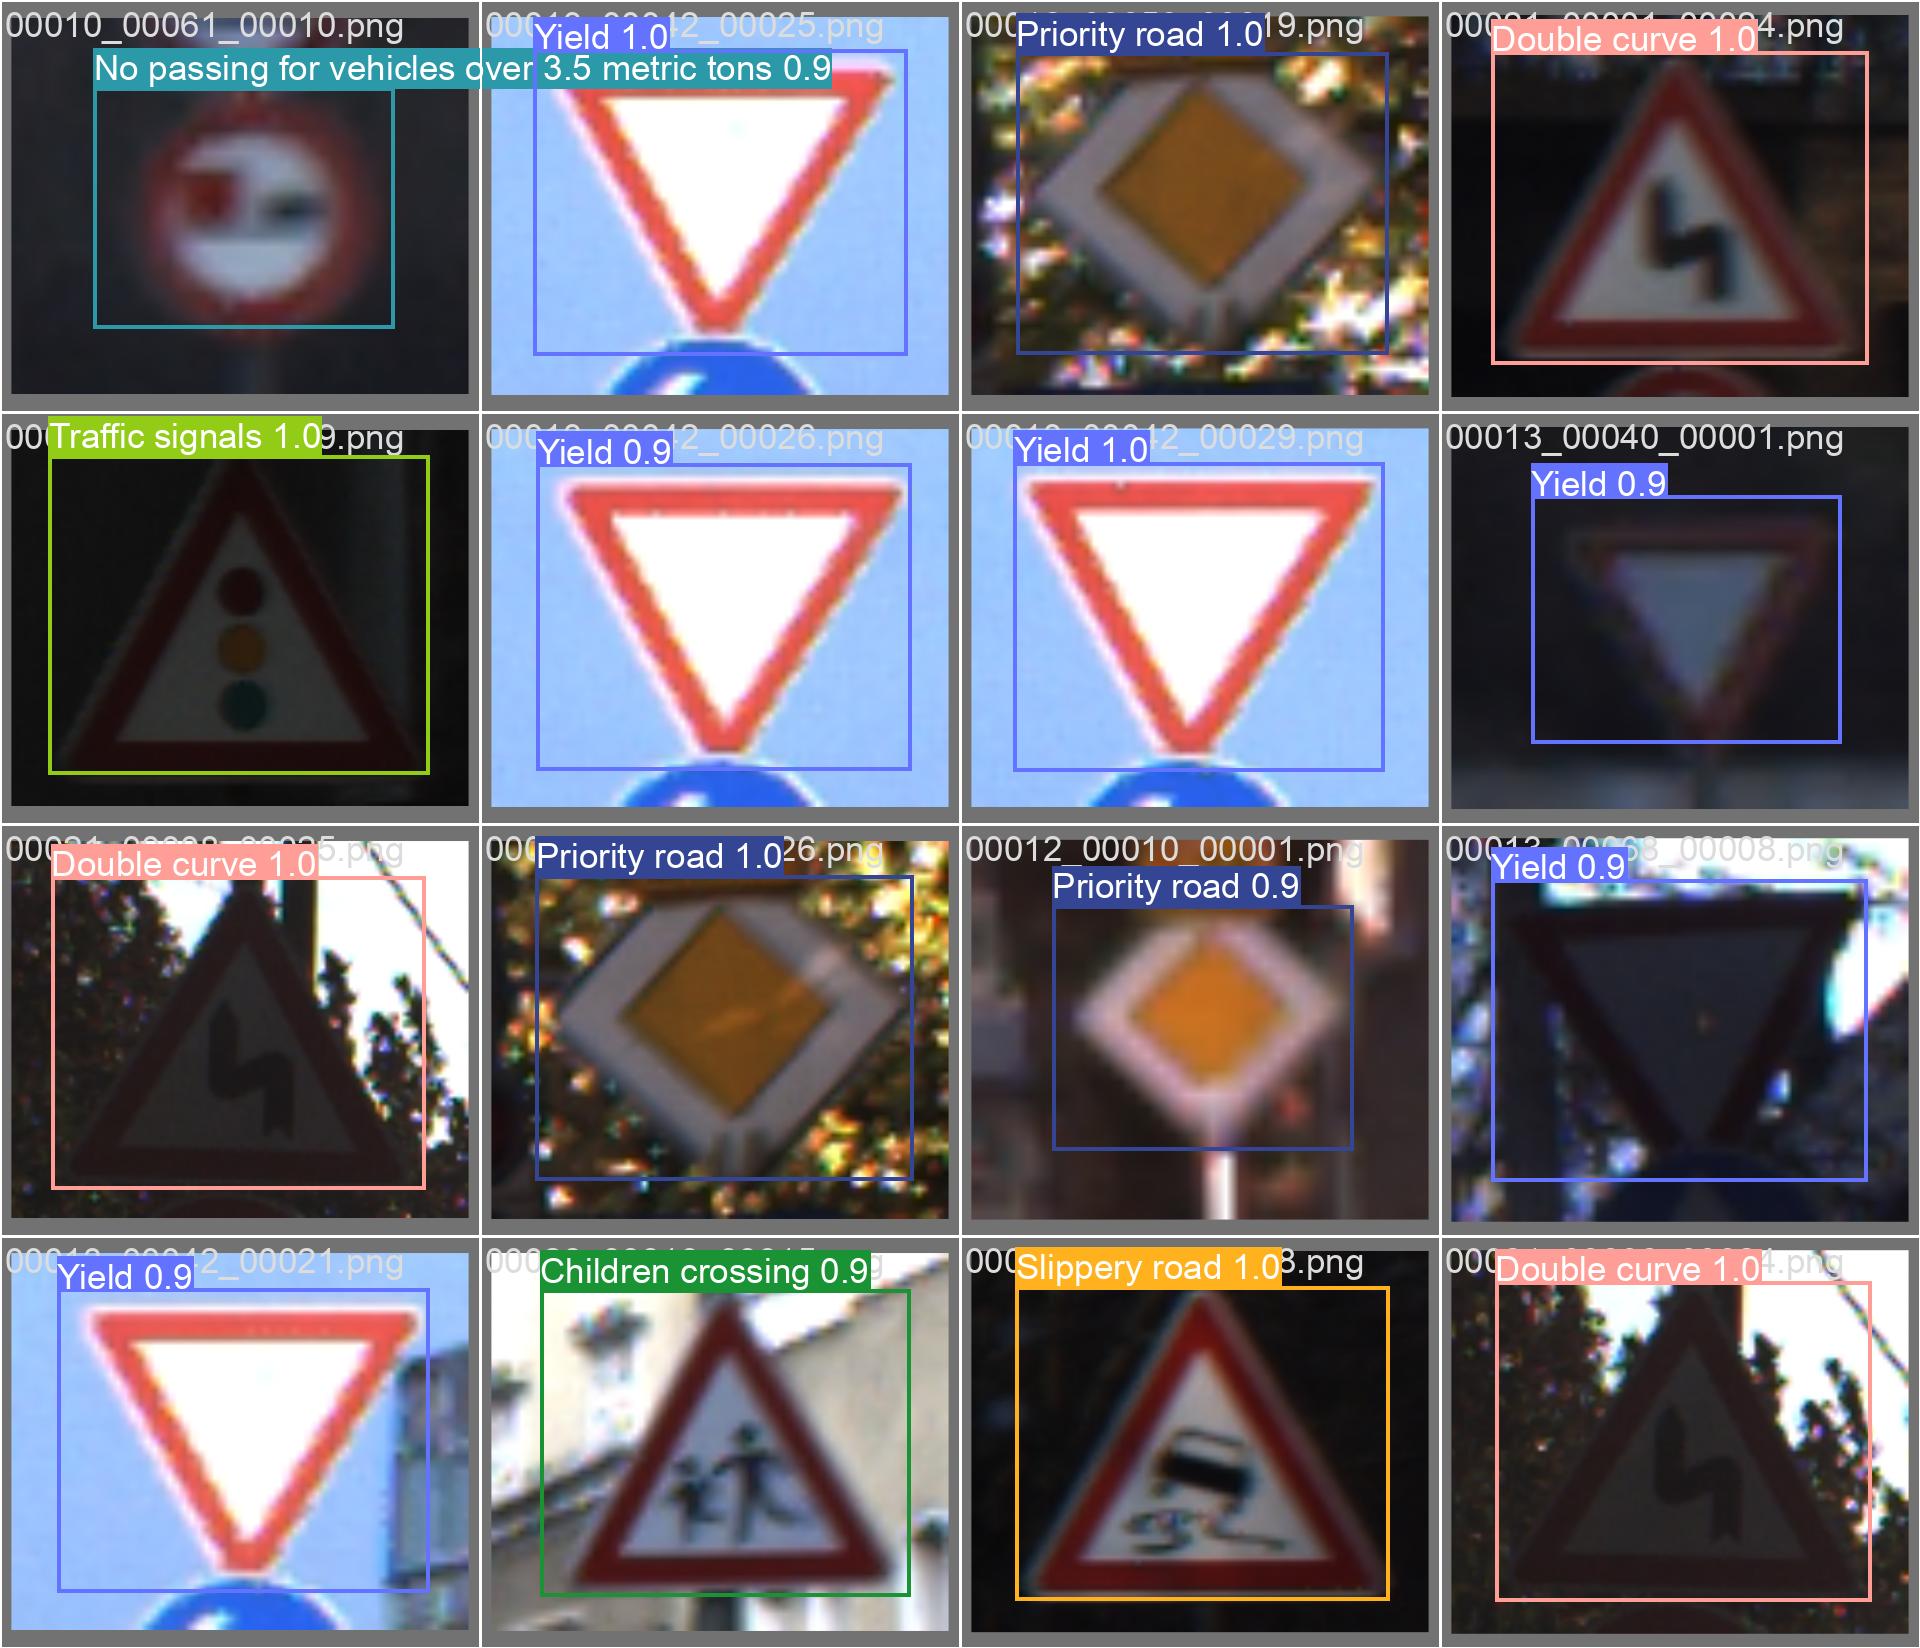 00010_00061_00010.png
No passing for vehicles over 3.5 metric tons 0.9
Yield 1.0
Priority road 1.0
Double curve 1.0
Traffic signals 1.0
Yield 0.9
Yield 1.0
00013_00040_00001.png
Yield 0.9
Double curve 1.0
Priority road 1.0
00012_00010_00001.png
Priority road 0.9
Yield 0.9
Yield 0.9
Children crossing 0.9
Slippery road 1.0
Double curve 1.0